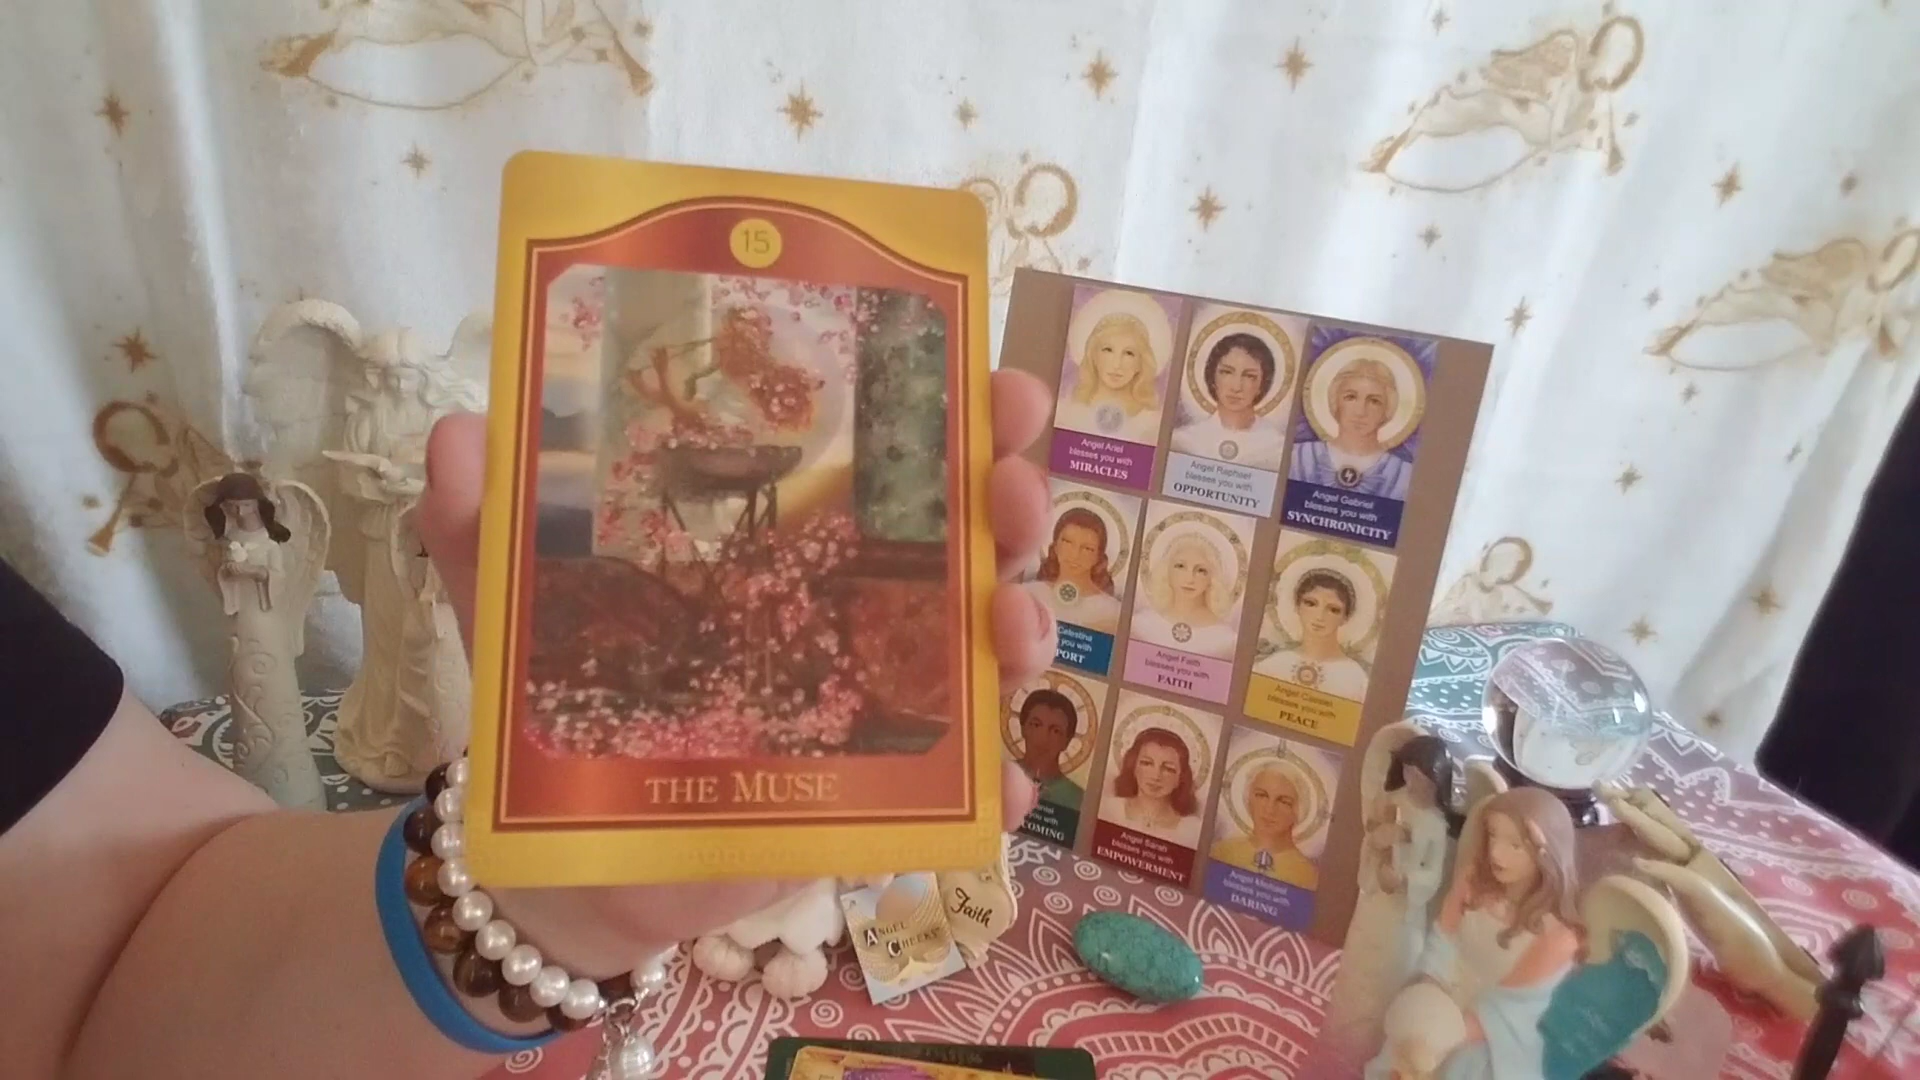 15
THE MUSE
Angel Ariel
blesses you with
MIRACLES
Angel Raphael
blesses you with
OPPORTUNITY
Angel Gabriel
blesses you with
SYNCHRONICITY
Celestina
you with
PORT
Angel Faith
blesses you with
FAITH
Angel Cassiel
blesses you with
PEACE
you with
COMING
Angel Sarah
blesses you with
EMPOWERMENT
Angel
blesses you with
DARING
ANGEL
CHEEKS
Faith